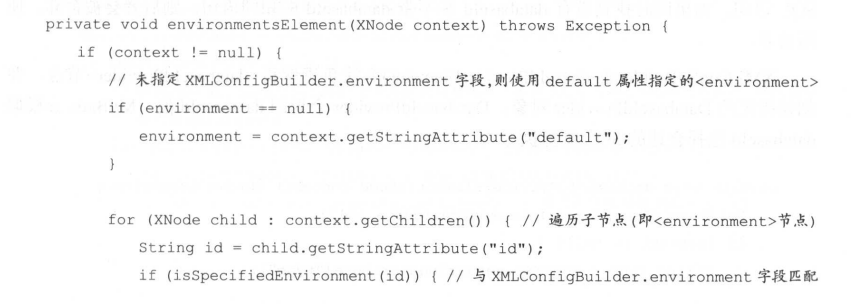 private void environmentsElement(XNode context) throws Exception {
if (context != null) {
// 未指定 XMLConfigBuilder.environment 字段,则使用 default 属性指定的<environment>
if (environment == null) {
environment = context.getStringAttribute("default");
}
for (XNode child : context.getChildren()) { // 遍历子节点(即<environment>节点)
String id = child.getStringAttribute("id");
if (isSpecifiedEnvironment(id)) { // 与 XMLConfigBuilder.environment 字段匹配